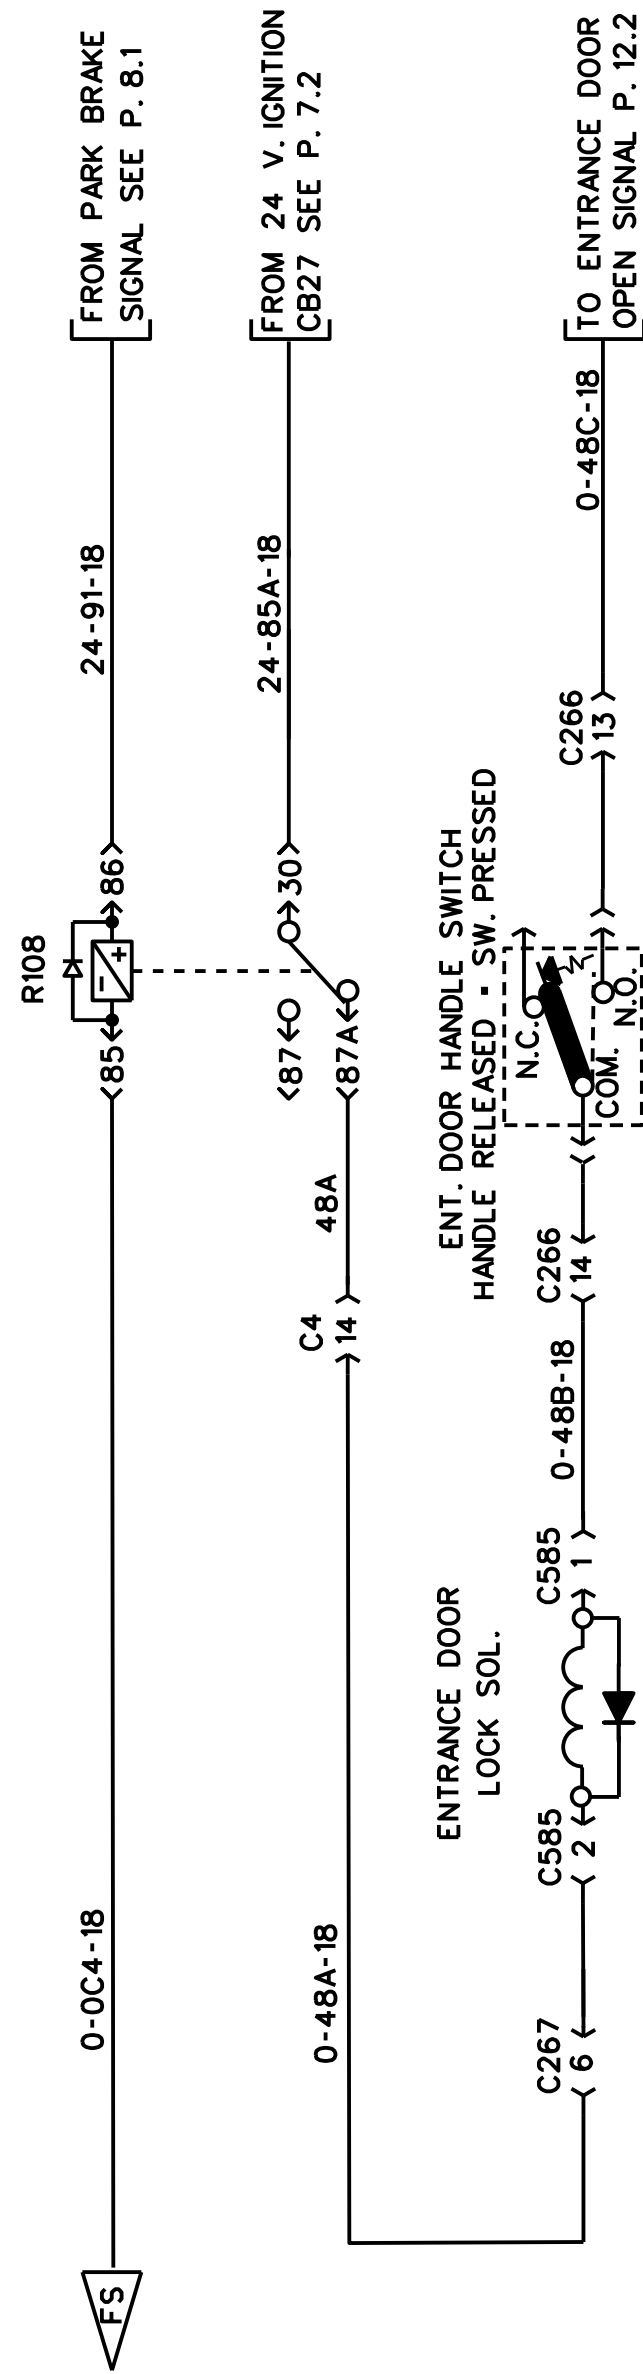 FROM PARK BRAKE
SIGNAL SEE P. 8.1
24-91-18
R108
86
85
+
-
0-0C4-18
FS
FROM 24 V. IGNITION
CB27 SEE P. 7.2
24-85A-18
30
87
87A
48A
C4
14
0-48A-18
TO ENTRANCE DOOR
OPEN SIGNAL P. 12.2
0-48C-18
C266
13
ENT. DOOR HANDLE SWITCH
HANDLE RELEASED - SW. PRESSED
N.C.
COM.
N.O.
C266
14
0-48B-18
C585
1
ENTRANCE DOOR
LOCK SOL.
C585
2
C267
6